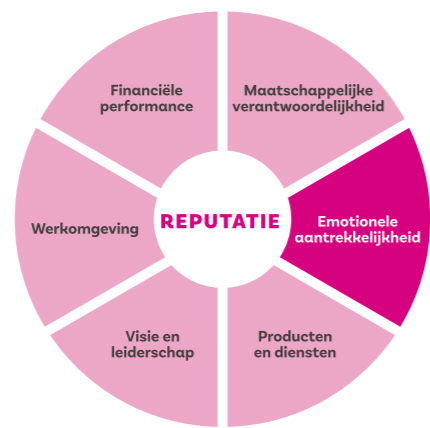 Financiële
performance
Maatschappelijke
verantwoordelijkheid
Werkomgeving
REPUTATIE
Emotionele
aantrekkelijkheid
Visie en
leiderschap
Producten
en diensten